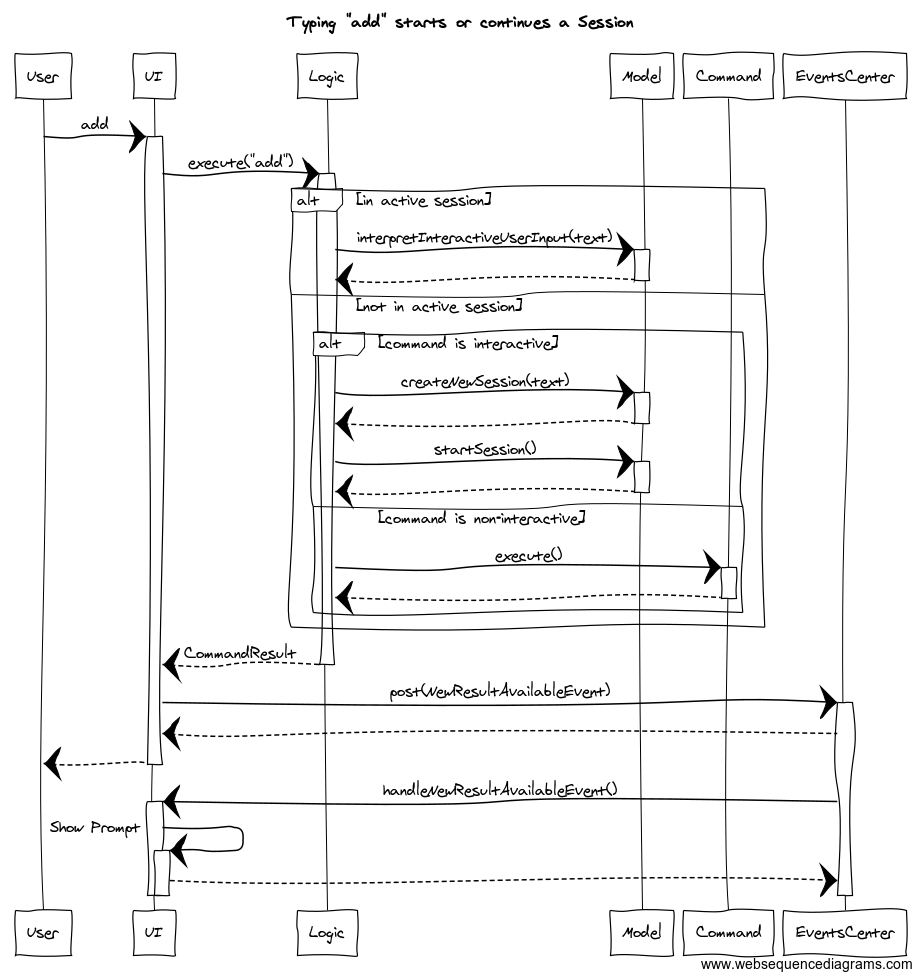 Typing "add" starts or continues a Session
User UI Logic Model Command EventsCenter
add
execute("add")
alt [in active session]
interpretInteractiveUserInput(text)
[not in active session]
alt [command is interactive]
createNewSession(text)
startSession()
[command is non-interactive]
execute()
CommandResult
post(NewResultAvailableEvent)
handleNewResultAvailableEvent()
Show Prompt
User UI Logic Model Command EventsCenter
www.websequencediagrams.com